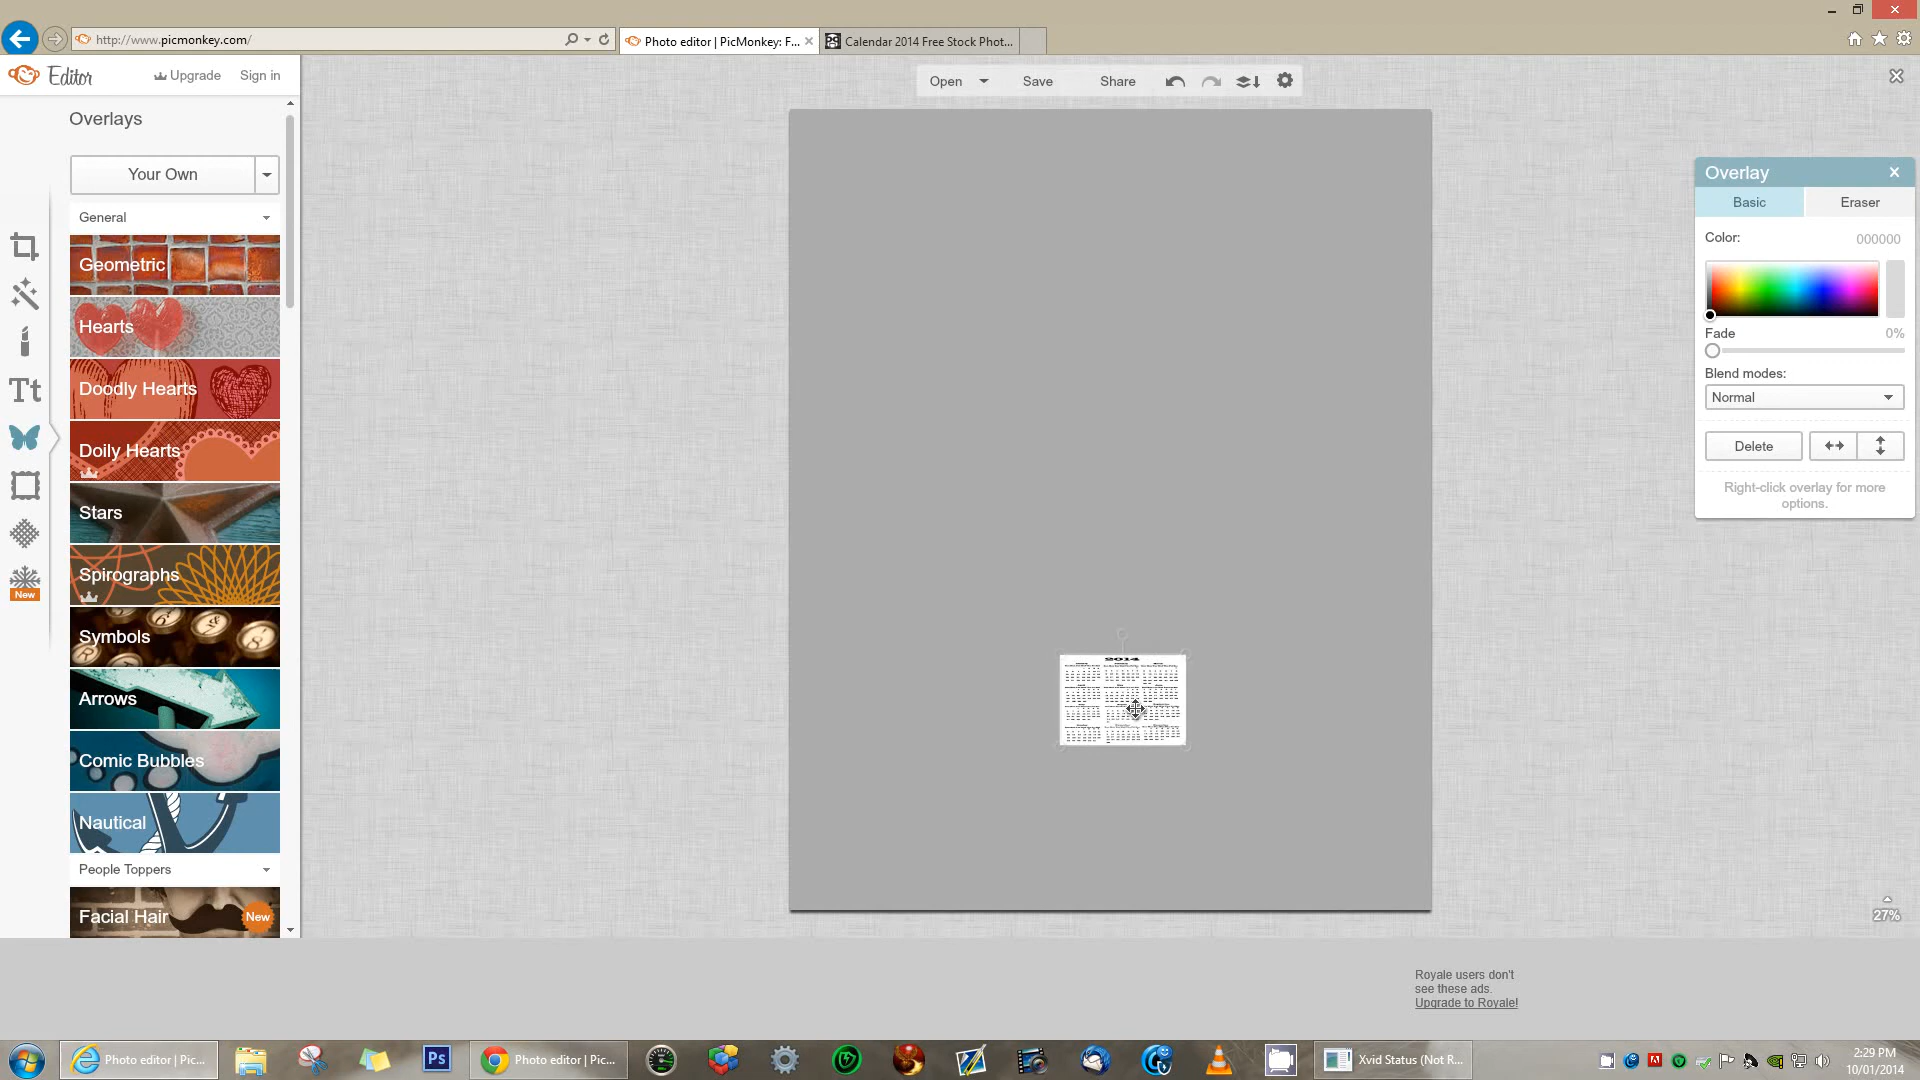 http://www.picmonkey.com/
Photo editor | PicMonkey: F...
Calendar 2014 Free Stock Phot...
Editor
Upgrade
Sign in
Open
Save
Share
Overlays
Your Own
General
Geometric
Hearts
Doodly Hearts
Doily Hearts
Stars
Spirographs
Symbols
Arrows
Comic Bubbles
Nautical
People Toppers
Facial Hair
New
New
2014
Overlay
Basic
Eraser
Color:
000000
Fade
0%
Blend modes:
Normal
Delete
Right-click overlay for more
options.
27%
Royale users don't
see these ads.
Upgrade to Royale!
Photo editor | Pic...
Ps
Photo editor | Pic...
Xvid Status (Not R...
2:29 PM
10/01/2014